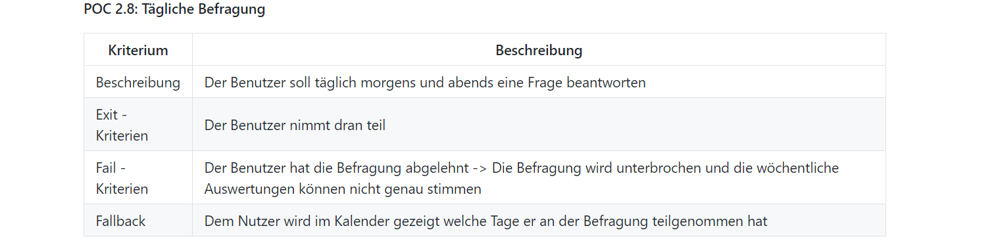 POC 2.8: Tägliche Befragung
Kriterium
Beschreibung
Beschreibung
Der Benutzer soll täglich morgens und abends eine Frage beantworten
Exit -
Kriterien
Der Benutzer nimmt dran teil
Fail -
Kriterien
Der Benutzer hat die Befragung abgelehnt -> Die Befragung wird unterbrochen und die wöchentliche
Auswertungen können nicht genau stimmen
Fallback
Dem Nutzer wird im Kalender gezeigt welche Tage er an der Befragung teilgenommen hat